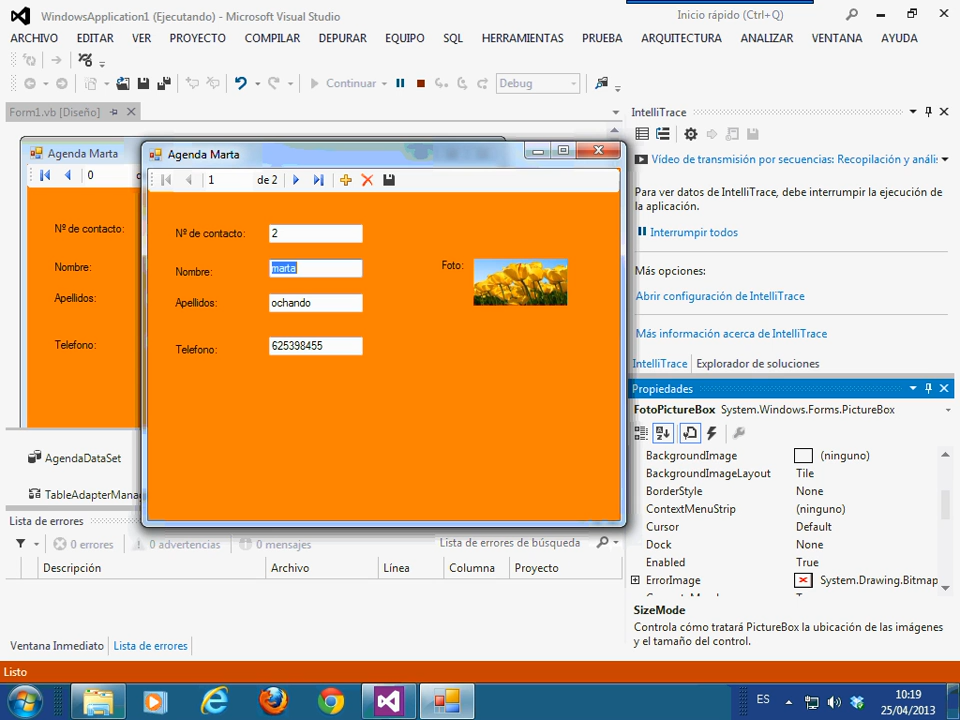 WindowsApplication1 (Ejecutando) - Microsoft Visual Studio
Inicio rápido (Ctrl+Q)
ARCHIVO EDITAR VER PROYECTO COMPILAR DEPURAR EQUIPO SQL HERRAMIENTAS PRUEBA ARQUITECTURA ANALIZAR VENTANA AYUDA
Continuar
Debug
Form1.vb [Diseño]
IntelliTrace
Agenda Marta
0
Nº de contacto:
Nombre:
Apellidos:
Telefono:
Agenda Marta
1 de 2
Nº de contacto: 2
Nombre: marta
Foto:
Apellidos: ochando
Telefono: 625398455
Vídeo de transmisión por secuencias: Recopilación y anális
Para ver datos de IntelliTrace, debe interrumpir la ejecución de
la aplicación.
Interrumpir todos
Más opciones:
Abrir configuración de IntelliTrace
Más información acerca de IntelliTrace
IntelliTrace Explorador de soluciones
Propiedades
FotoPictureBox System.Windows.Forms.PictureBox
BackgroundImage (ninguno)
BackgroundImageLayout Tile
BorderStyle None
ContextMenuStrip (ninguno)
Cursor Default
Dock None
Enabled True
ErrorImage System.Drawing.Bitmap
SizeMode
Controla cómo tratará PictureBox la ubicación de las imágenes
y el tamaño del control.
AgendaDataSet
TableAdapterMana
Lista de errores
0 errores 0 advertencias 0 mensajes
Lista de errores de búsqueda
Descripción Archivo Línea Columna Proyecto
Ventana Inmediato Lista de errores
Listo
ES
10:19
25/04/2013